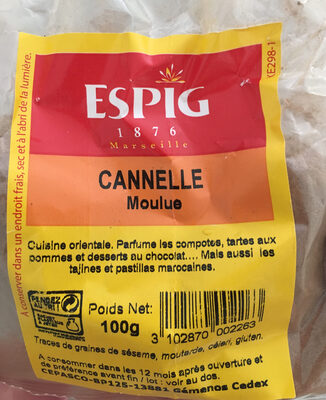 ESPIG
1876
Marseille
KE298-1
A conserver dans un endroit frais, sec et à l'abri de la lumière.
CANNELLE
Moulue
Cuisine orientale. Parfume les compotes, tartes aux
pommes et desserts au chocolat.... Mais aussi les
tajines et pastillas marocaines.
Poids Net:
100g
3 102870 002263
Traces de graines de sésame, moutarde, céleri, gluten.
A consommer dans les 12 mois après ouverture et
de préférence avant fin / lot : voir au dos.
CEPASCO-BP125-13881 Gémenos Cedex